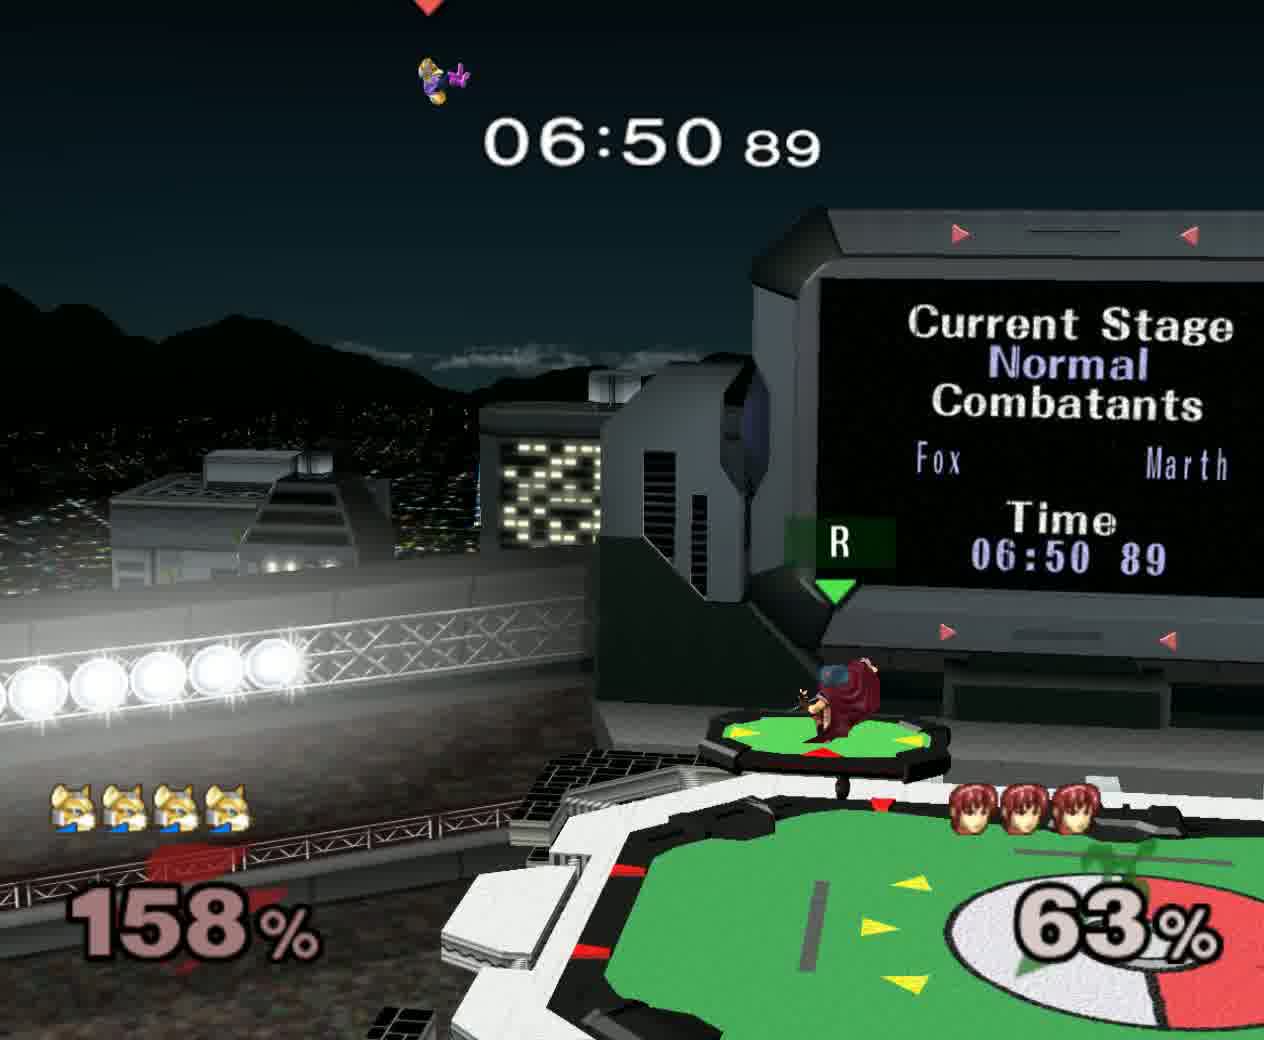 06:50 89
Current Stage
Normal
Combatants
Fox Marth
Time
06:50 89
R
158%
63%